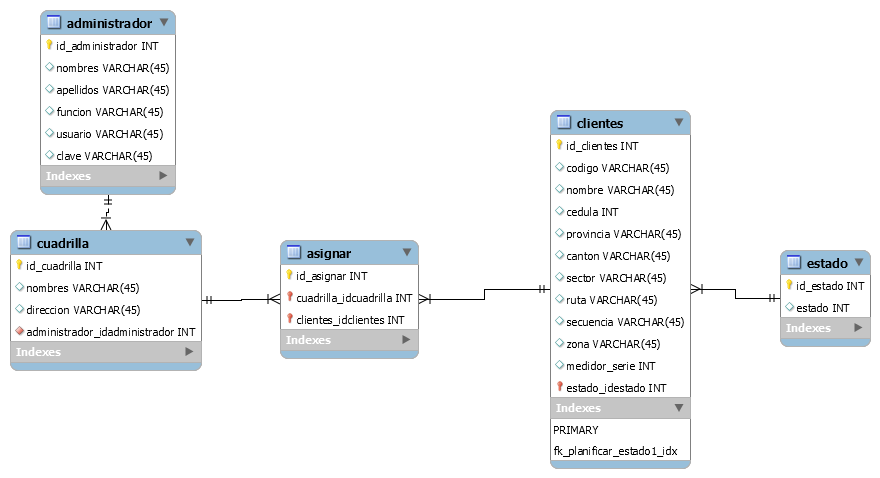 administrador
id_administrador INT
nombres VARCHAR(45)
apellidos VARCHAR(45)
funcion VARCHAR(45)
usuario VARCHAR(45)
clave VARCHAR(45)
Indexes
cuadrilla
id_cuadrilla INT
nombres VARCHAR(45)
direccion VARCHAR(45)
administrador_idadministrador INT
Indexes
asignar
id_asignar INT
cuadrilla_idcuadrilla INT
clientes_idclientes INT
Indexes
clientes
id_clientes INT
codigo VARCHAR(45)
nombre VARCHAR(45)
cedula INT
provincia VARCHAR(45)
canton VARCHAR(45)
sector VARCHAR(45)
ruta VARCHAR(45)
secuencia VARCHAR(45)
zona VARCHAR(45)
medidor_serie INT
estado_idestado INT
Indexes
PRIMARY
fk_planificar_estado1_idx
estado
id_estado INT
estado INT
Indexes